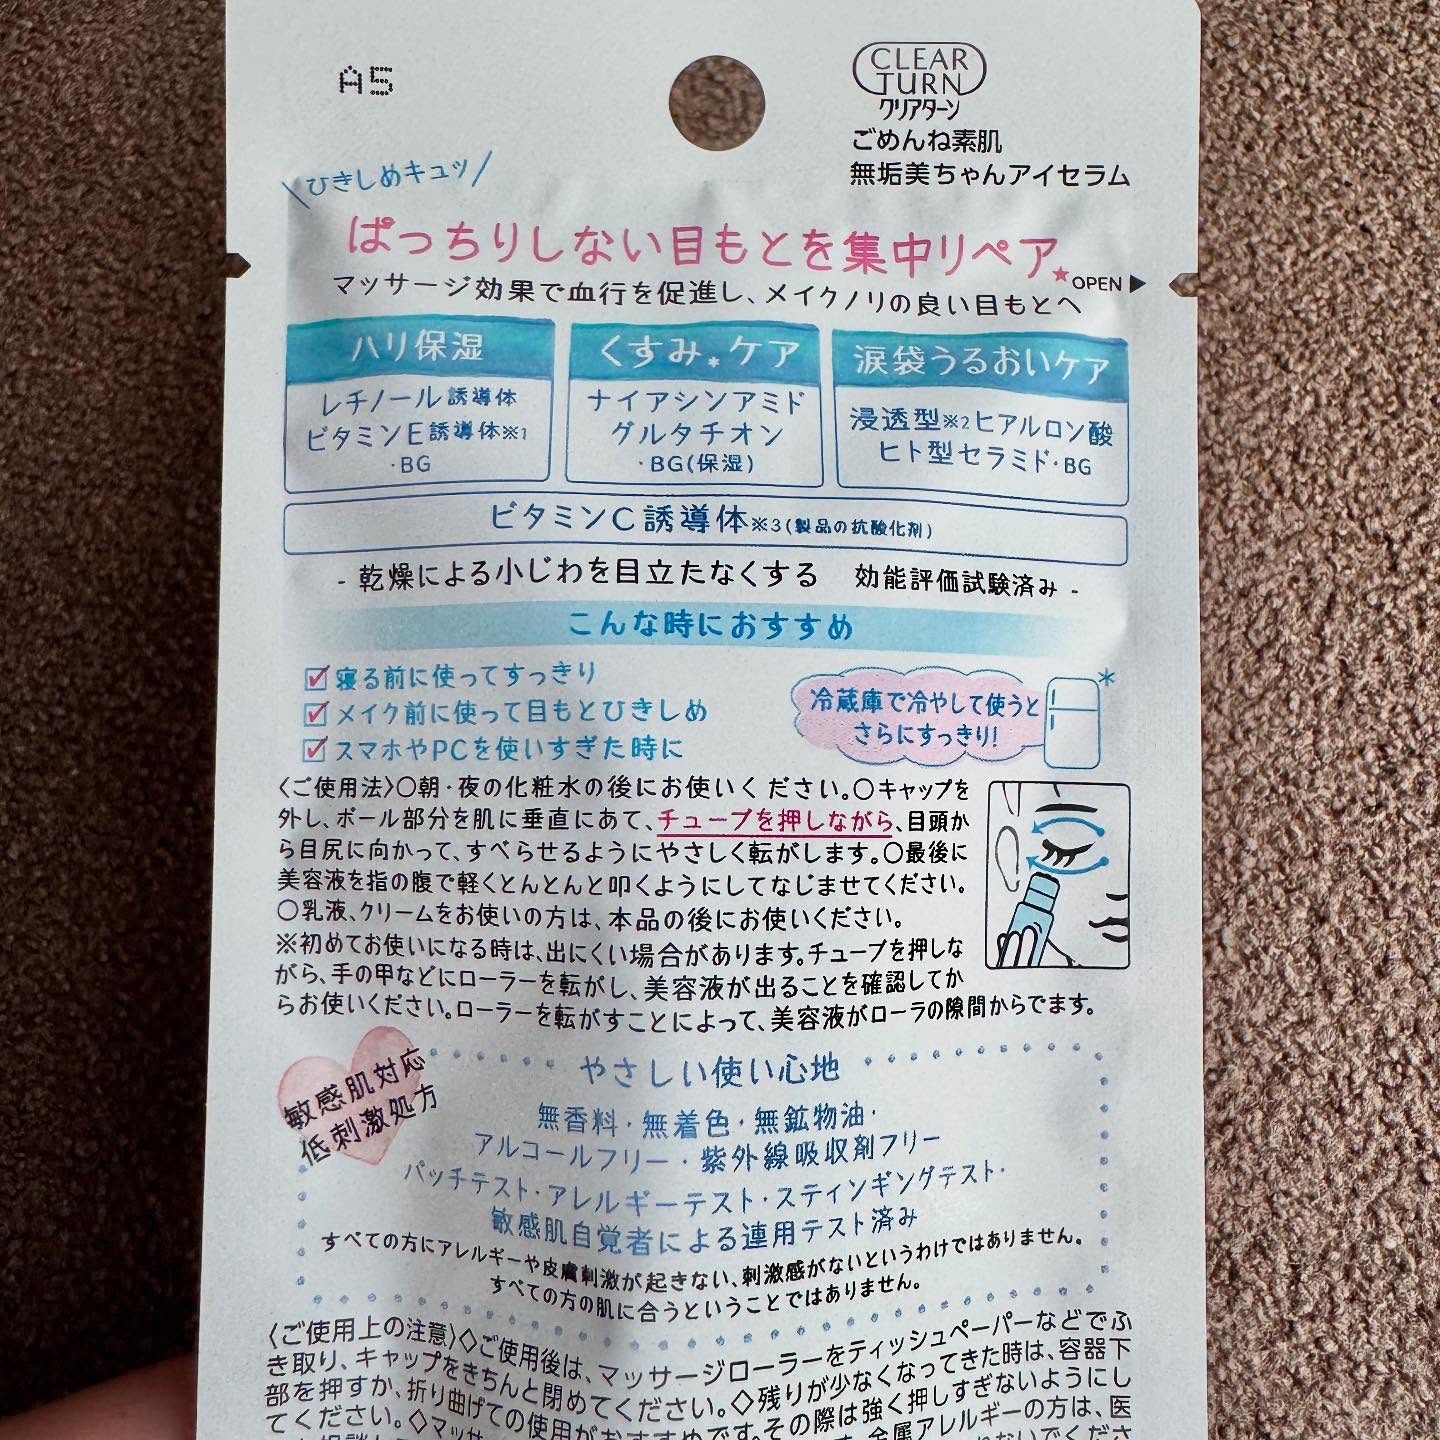 A5
CLEAR
TURN
クリアターン
ごめんね素肌
無垢美ちゃんアイセラム
\ひきしめキュッ/
ぱっちりしない目もとを集中リペア★
OPEN ▶
マッサージ効果で血行を促進し、メイクノリの良い目もとへ
ハリ保湿
レチノール誘導体
ビタミンE誘導体※1
・BG
くすみ*ケア
ナイアシンアミド
グルタチオン
・BG(保湿)
涙袋うるおいケア
浸透型※2ヒアルロン酸
ヒト型セラミド・BG
ビタミンC誘導体※3(製品の抗酸化剤)
- 乾燥による小じわを目立たなくする 効能評価試験済み -
こんな時におすすめ
☑寝る前に使ってすっきり
☑メイク前に使って目もとひきしめ
☑スマホやPCを使いすぎた時に
冷蔵庫で冷やして使うと
さらにすっきり!
〈ご使用法〉○朝・夜の化粧水の後にお使いください。○キャップを
外し、ボール部分を肌に垂直にあて、チューブを押しながら、目頭か
ら目尻に向かって、すべらせるようにやさしく転がします。○最後に
美容液を指の腹で軽くとんとんと叩くようにしてなじませてください。
○乳液、クリームをお使いの方は、本品の後にお使いください。
※初めてお使いになる時は、出にくい場合があります。チューブを押しな
がら、手の甲などにローラーを転がし、美容液が出ることを確認してか
らお使いください。ローラーを転がすことによって、美容液がローラの隙間からでます。
敏感肌対応
低刺激処方
やさしい使い心地
無香料・無着色・無鉱物油・
アルコールフリー・紫外線吸収剤フリー
パッチテスト・アレルギーテスト・スティンギングテスト・
敏感肌自覚者による連用テスト済み
すべての方にアレルギーや皮膚刺激が起きない、刺激感がないというわけではありません。
すべての方の肌に合うということではありません。
〈ご使用上の注意〉◇ご使用後は、マッサージローラーをティッシュペーパーなどでふ
き取り、キャップをきちんと閉めてください。◇残りが少なくなってきた時は、容器下
部を押すか、折り曲げての使用がおすすめです。その際は強く押しすぎないようにし
てください。◇マッサ 金属アレルギーの方は、医